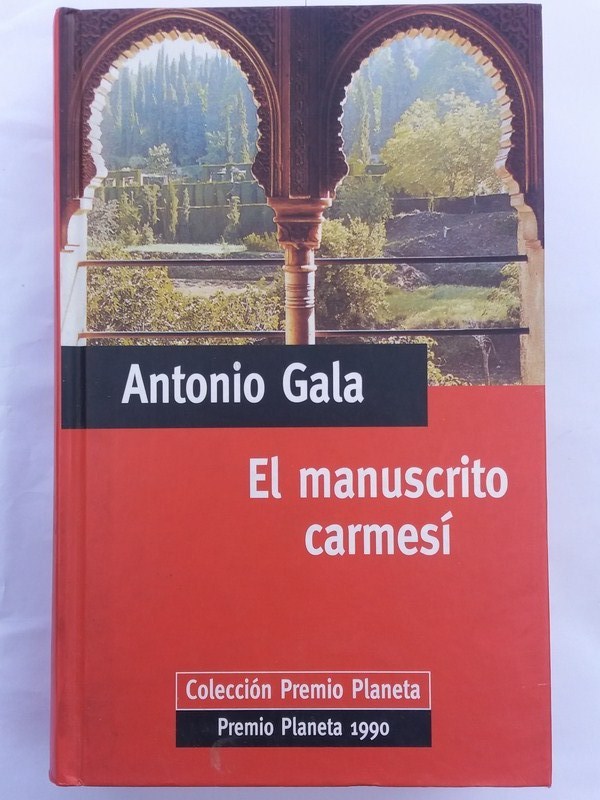 Antonio Gala
El manuscrito
carmesí
Colección Premio Planeta
Premio Planeta 1990